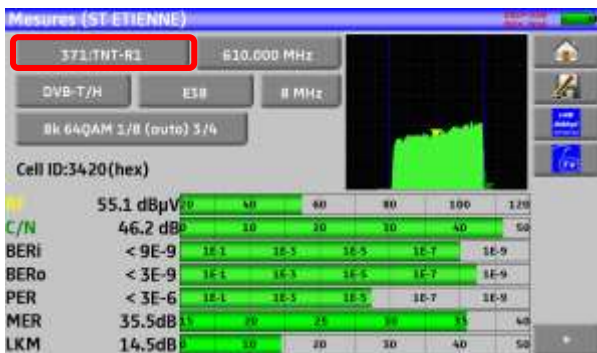 Mesures (ST ETIENNE)
371:TNT-R1 610.000 MHz
DVB-T/H E38 8 MHz
8k 64QAM 1/8 (auto) 3/4
Cell ID:3420(hex)
RF 55.1 dBµV 20 40 60 80 100 120
C/N 46.2 dB 0 10 20 30 40 50
BERi < 9E-9 1E-1 1E-3 1E-5 1E-7 1E-9
BERo < 3E-9 1E-1 1E-3 1E-5 1E-7 1E-9
PER < 3E-6 1E-1 1E-3 1E-5 1E-7 1E-9
MER 35.5dB 15 20 25 30 35 40
LKM 14.5dB 0 10 20 30 40 50